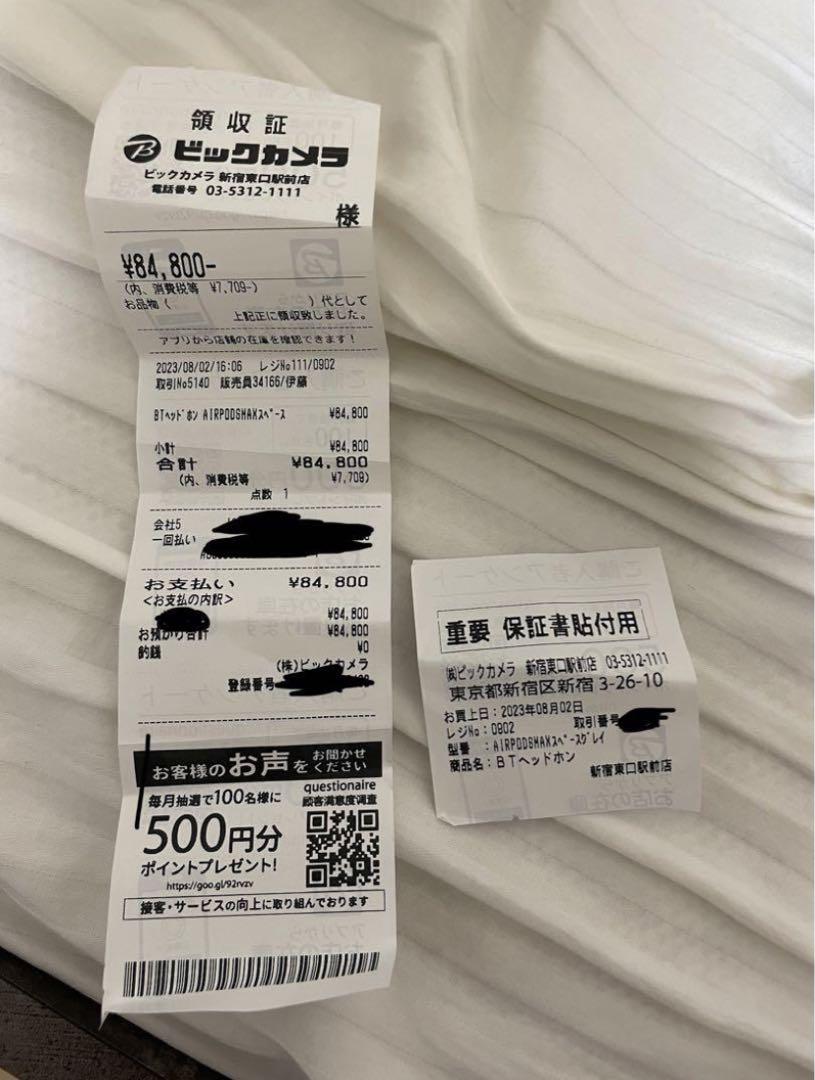 領収証
ビックカメラ
ビックカメラ 新宿東口駅前店
電話番号 03-5312-1111
様
¥84,800-
(内、消費税等 ¥7,709-)
お品物( )代として
上記正に領収致しました。
アプリから店舗の在庫を確認できます!
2023/08/02/16:06 レジNo111/0902
取引No5140 販売員34166/伊藤
BTヘッドホン AIRPODSMAXスペース ¥84,800
小計 ¥84,800
合計 ¥84,800
(内、消費税等 ¥7,709)
点数 1
会社5
一回払い
お支払い ¥84,800
<お支払の内訳>
¥84,800
お預かり合計 ¥84,800
釣銭 ¥0
(株)ビックカメラ
登録番号
お客様のお声をお聞かせください
questionaire
顧客満意度調査
毎月抽選で100名様に
500円分
ポイントプレゼント!
https://goo.gl/92rvzv
接客・サービスの向上に取り組んでおります
重要 保証書貼付用
㈱ビックカメラ 新宿東口駅前店 03-5312-1111
東京都新宿区新宿 3-26-10
お買上日:2023年08月02日
レジNo:0902 取引番号
型番 :AIRPODSMAXスペースグレイ
商品名:BTヘッドホン
新宿東口駅前店